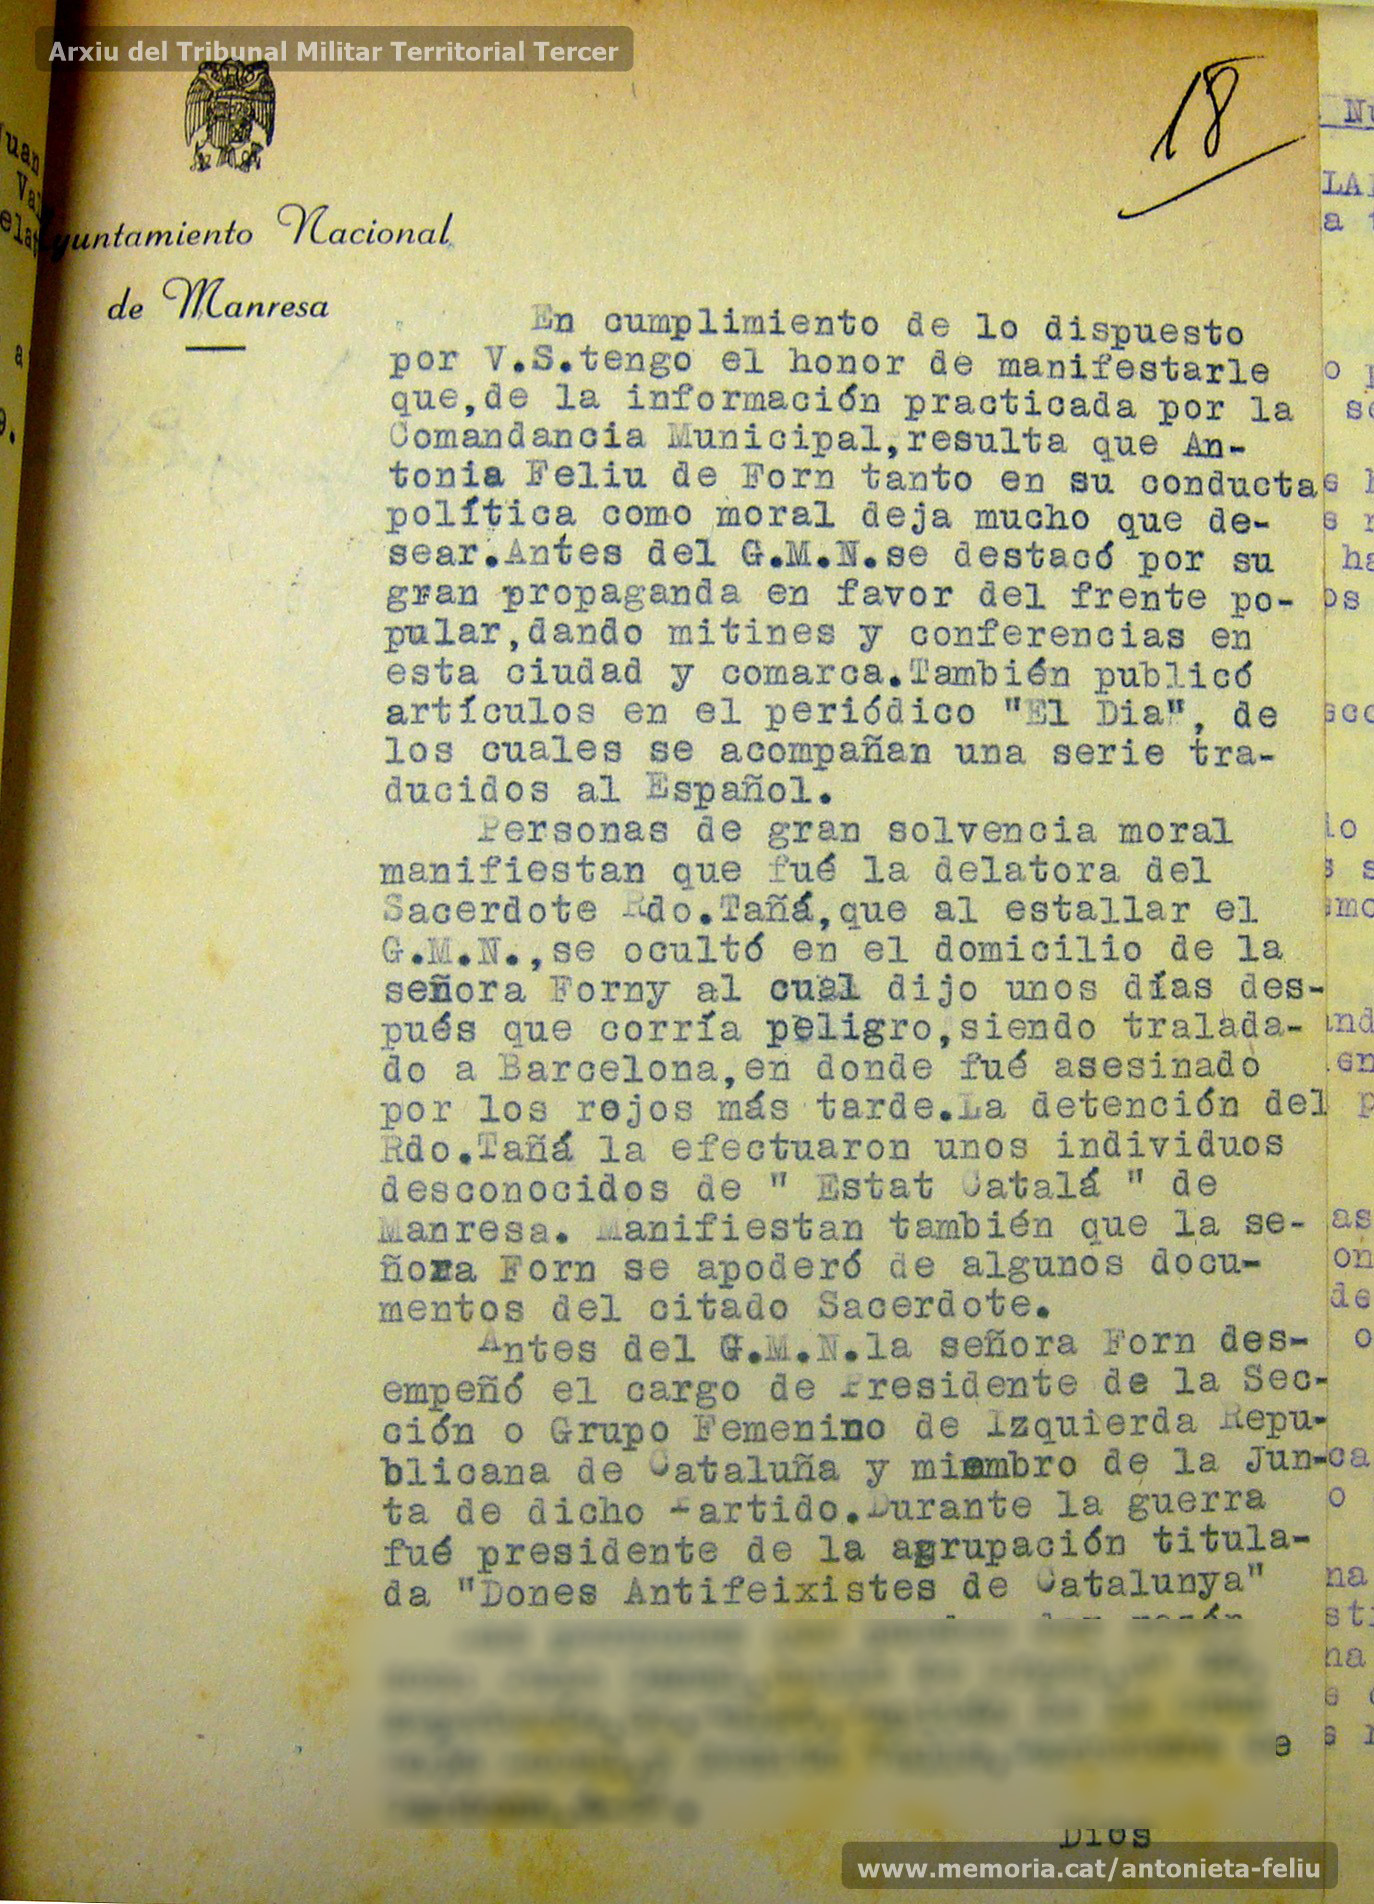 Arxiu del Tribunal Militar Territorial Tercer
18
Ayuntamiento Nacional
de Manresa
En cumplimiento de lo dispuesto
por V.S.tengo el honor de manifestarle
que,de la información practicada por la
Comandancia Municipal,resulta que An-
tonia Feliu de Forn tanto en su conducta
política como moral deja mucho que de-
sear.Antes del G.M.N.se destacó por su
gran propaganda en favor del frente po-
pular,dando mitines y conferencias en
esta ciudad y comarca.También publicó
artículos en el periódico "El Dia", de
los cuales se acompañan una serie tra-
ducidos al Español.
Personas de gran solvencia moral
manifiestan que fué la delatora del
Sacerdote Rdo.Tañá,que al estallar el
G.M.N.,se ocultó en el domicilio de la
señora Forny al cual dijo unos días des-
pués que corría peligro,siendo tralada-
do a Barcelona,en donde fué asesinado
por los rojos más tarde.La detención del
Rdo.Tañá la efectuaron unos individuos
desconocidos de " Estat Catalá " de
Manresa. Manifiestan también que la se-
ñora Forn se apoderó de algunos docu-
mentos del citado Sacerdote.
Antes del G.M.N.la señora Forn des-
empeñó el cargo de Presidente de la Sec-
ción o Grupo Femenino de Izquierda Repu-
blicana de Cataluña y miembro de la Jun-
ta de dicho Partido.Durante la guerra
fué presidente de la agrupación titula-
da "Dones Antifeixistes de Catalunya"
Dios
www.memoria.cat/antonieta-feliu